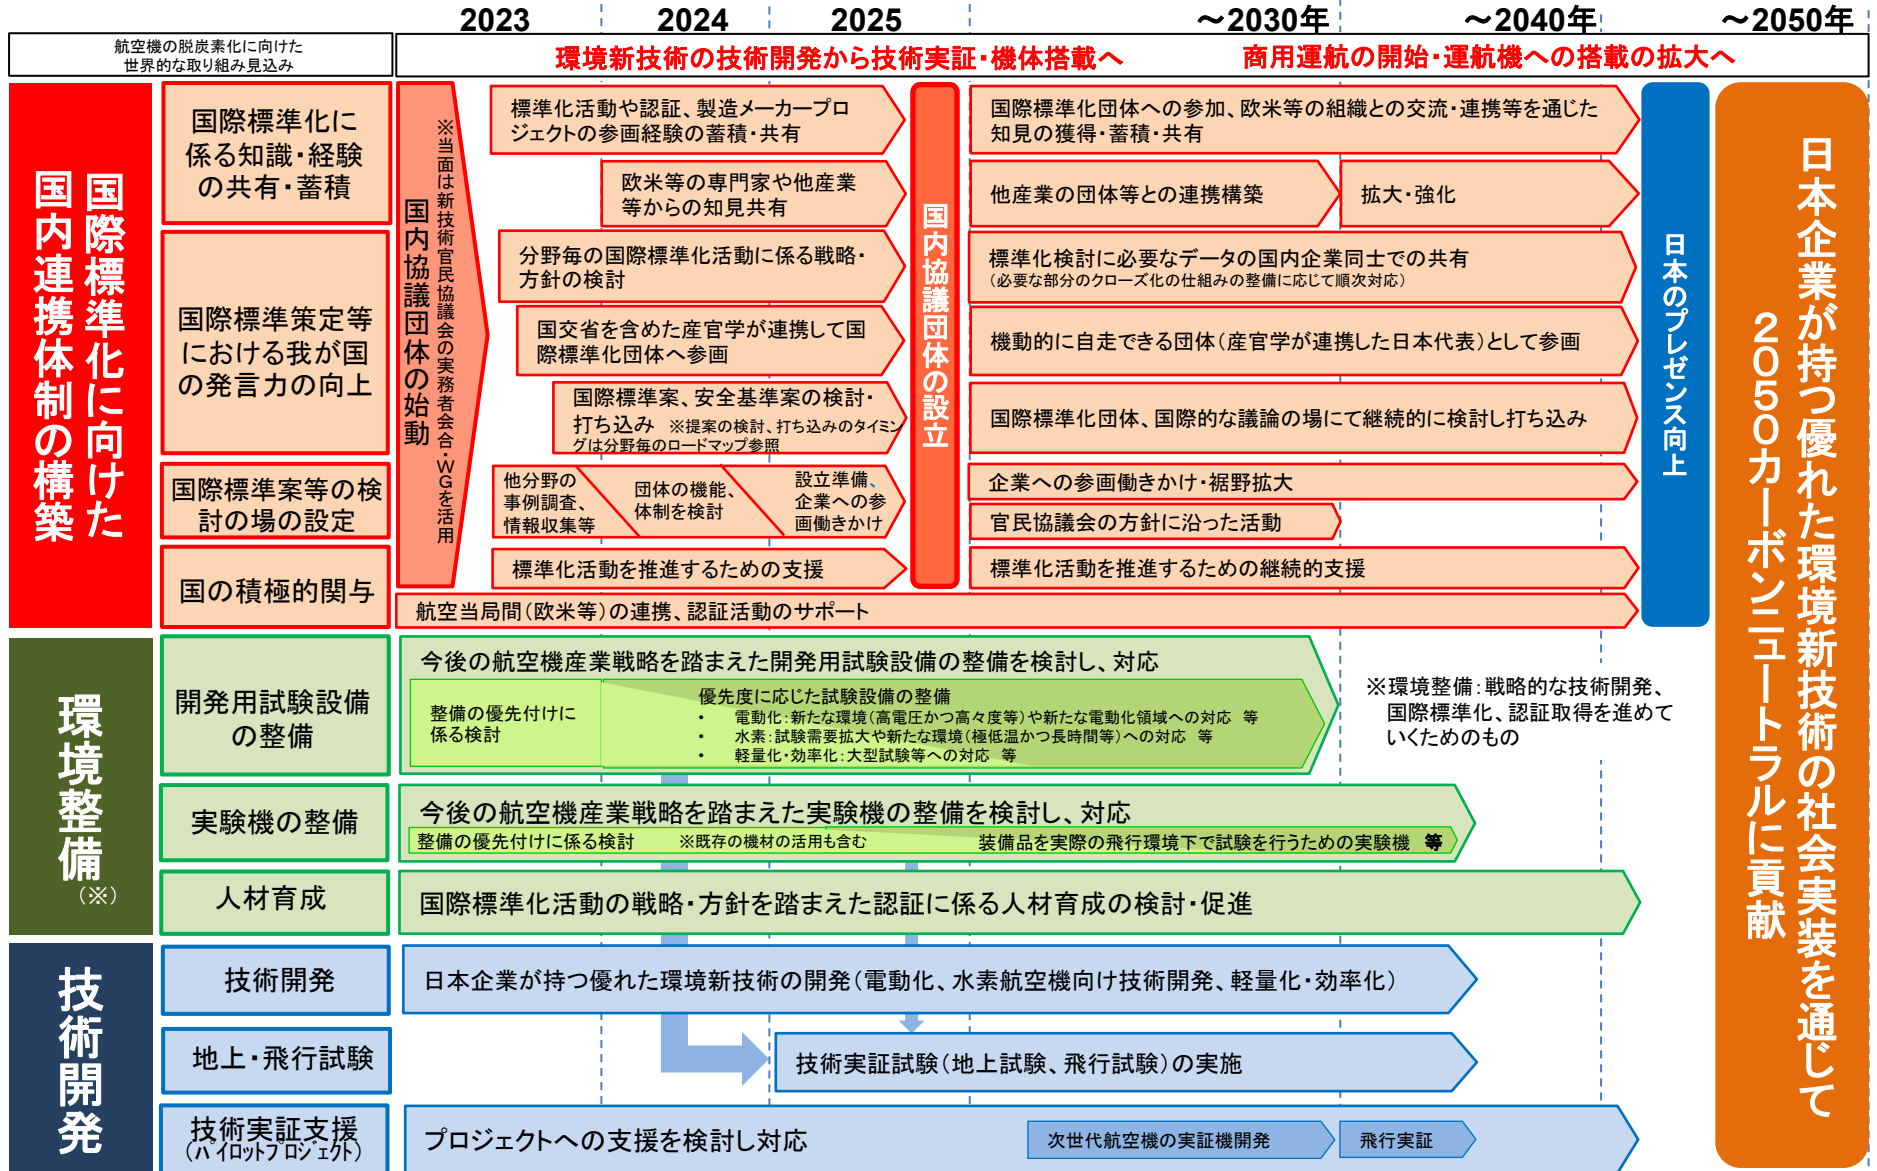 2023
2024
2025
～2030年
～2040年
～2050年
航空機の脱炭素化に向けた
世界的な取り組み見込み
環境新技術の技術開発から技術実証・機体搭載へ
商用運航の開始・運航機への搭載の拡大へ
国際標準化に向けた
国内連携体制の構築
国際標準化に
係る知識・経験
の共有・蓄積
国際標準策定等
における我が国
の発言力の向上
国際標準案等の検
討の場の設定
国の積極的関与
国内協議団体の始動
※当面は新技術官民協議会の実務者会合・WGを活用
標準化活動や認証、製造メーカープロ
ジェクトの参画経験の蓄積・共有
欧米等の専門家や他産業
等からの知見共有
分野毎の国際標準化活動に係る戦略・
方針の検討
国交省を含めた産官学が連携して国
際標準化団体へ参画
国際標準案、安全基準案の検討・
打ち込み ※提案の検討、打ち込みのタイミン
グは分野毎のロードマップ参照
他分野の
事例調査、
情報収集等
団体の機能、
体制を検討
設立準備、
企業への参
画働きかけ
標準化活動を推進するための支援
国内協議団体の設立
国際標準化団体への参加、欧米等の組織との交流・連携等を通じた
知見の獲得・蓄積・共有
他産業の団体等との連携構築
拡大・強化
標準化検討に必要なデータの国内企業同士での共有
（必要な部分のクローズ化の仕組みの整備に応じて順次対応）
機動的に自走できる団体（産官学が連携した日本代表）として参画
国際標準化団体、国際的な議論の場にて継続的に検討し打ち込み
企業への参画働きかけ・裾野拡大
官民協議会の方針に沿った活動
標準化活動を推進するための継続的支援
航空当局間（欧米等）の連携、認証活動のサポート
日本のプレゼンス向上
日本企業が持つ優れた環境新技術の社会実装を通じて
２０５０カーボンニュートラルに貢献
環境整備
（※）
開発用試験設備
の整備
今後の航空機産業戦略を踏まえた開発用試験設備の整備を検討し、対応
整備の優先付けに
係る検討
優先度に応じた試験設備の整備
• 電動化：新たな環境（高電圧かつ高々度等）や新たな電動化領域への対応 等
• 水素：試験需要拡大や新たな環境（極低温かつ長時間等）への対応 等
• 軽量化・効率化：大型試験等への対応 等
※環境整備：戦略的な技術開発、
国際標準化、認証取得を進めて
いくためのもの
実験機の整備
今後の航空機産業戦略を踏まえた実験機の整備を検討し、対応
整備の優先付けに係る検討
※既存の機材の活用も含む
装備品を実際の飛行環境下で試験を行うための実験機 等
人材育成
国際標準化活動の戦略・方針を踏まえた認証に係る人材育成の検討・促進
技術開発
技術開発
日本企業が持つ優れた環境新技術の開発（電動化、水素航空機向け技術開発、軽量化・効率化）
地上・飛行試験
技術実証試験（地上試験、飛行試験）の実施
技術実証支援
（パイロットプロジェクト）
プロジェクトへの支援を検討し対応
次世代航空機の実証機開発
飛行実証